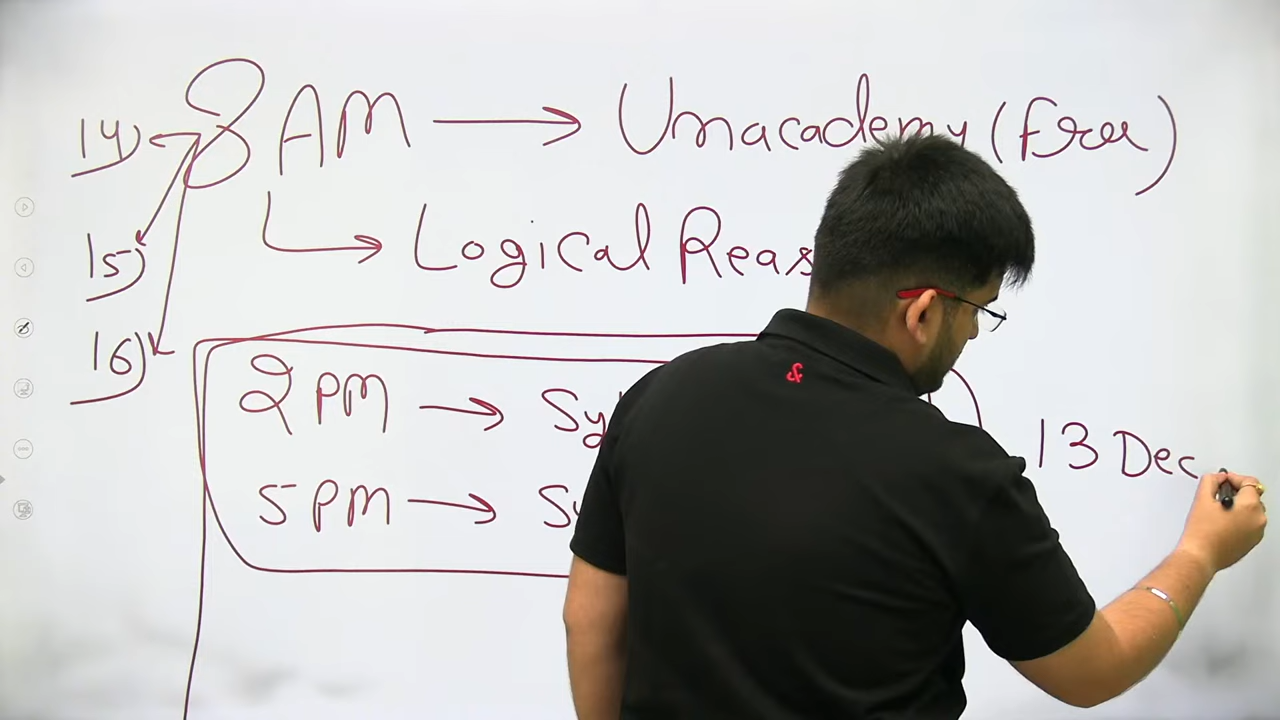 14) 8 AM → Unacademy (Free)
15) Logical Reas
16)
2 PM → Sy
5 PM → Sy
13 Dec